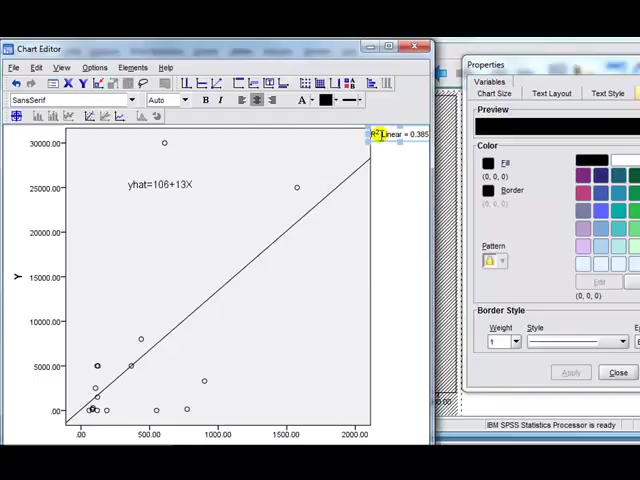 Chart Editor
File Edit View Options Elements Help
SansSerif Auto B I A
R² Linear = 0.385
yhat=106+13X
30000.00
25000.00
20000.00
15000.00
10000.00
5000.00
.00
Y
.00 500.00 1000.00 1500.00 2000.00
Properties
Variables
Chart Size Text Layout Text Style
Preview
Color
Fill
(0, 0, 0)
Border
(0, 0, 0)
Pattern
Edit
(0, 0, 0)
Border Style
Weight Style
1
Apply Close
IBM SPSS Statistics Processor is ready